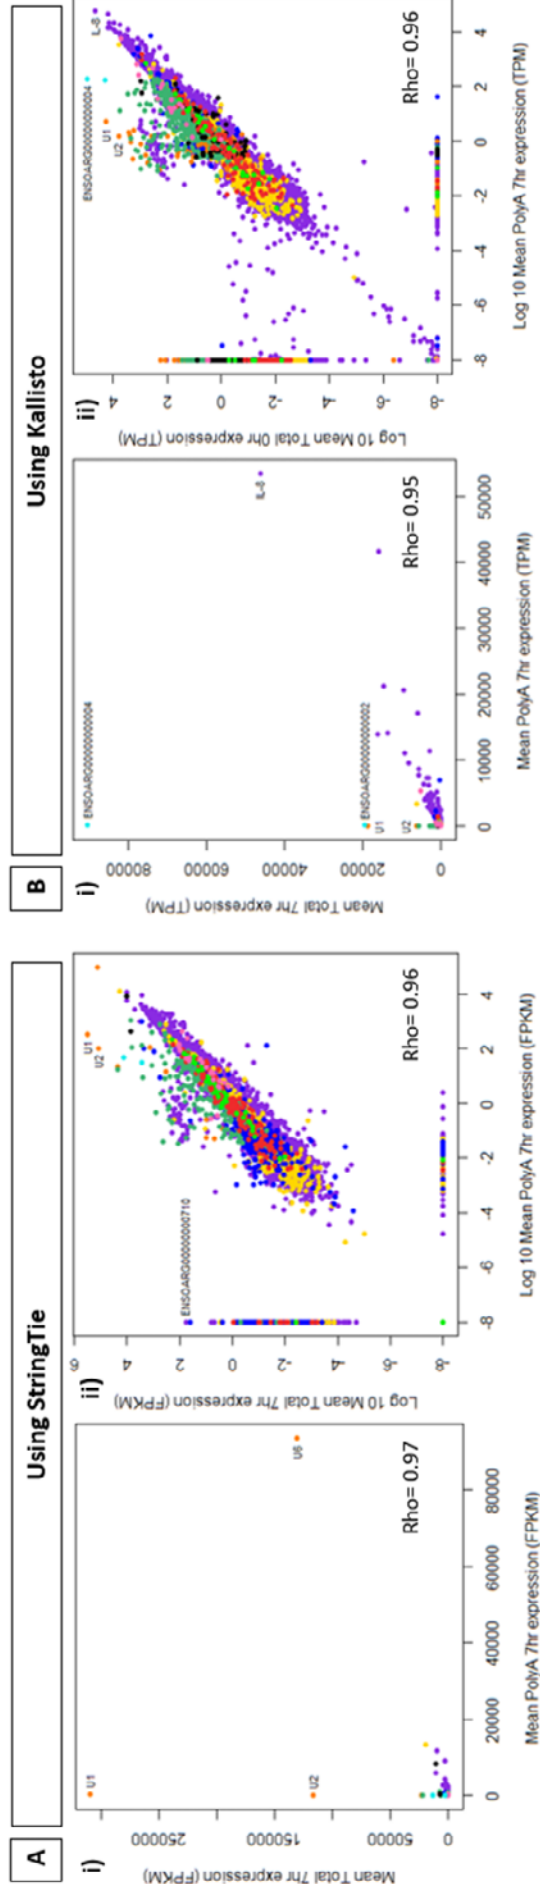 A
Using StringTie
i)
Mean Total 7hr expression (FPKM)
250000
150000
50000
0
U1
U2
U6
Rho= 0.97
0
20000
40000
60000
80000
Mean PolyA 7hr expression (FPKM)
ii)
Log 10 Mean Total 7hr expression (FPKM)
6
4
2
0
-2
-4
-6
-8
ENSOARG00000000710
U1
U2
Rho= 0.96
-8
-6
-4
-2
0
2
4
Log 10 Mean PolyA 7hr expression (FPKM)
B
Using Kallisto
i)
Mean Total 7hr expression (TPM)
80000
60000
40000
20000
0
ENSOARG00000000004
ENSOARG00000000002
U1
U2
IL-8
Rho= 0.95
0
10000
20000
30000
40000
50000
Mean PolyA 7hr expression (TPM)
ii)
Log 10 Mean Total 0hr expression (TPM)
4
2
0
-2
-4
-6
-8
ENSOARG00000000004
U1
U2
IL-8
Rho= 0.96
-8
-6
-4
-2
0
2
4
Log 10 Mean PolyA 7hr expression (TPM)